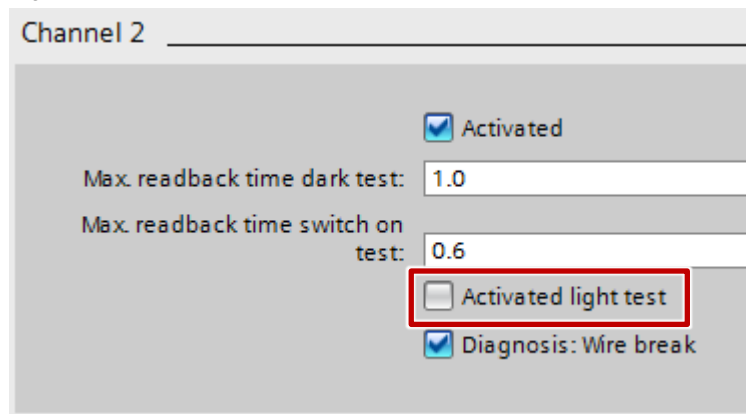 Channel 2
Activated
Max. readback time dark test: 1.0
Max. readback time switch on
test: 0.6
Activated light test
Diagnosis: Wire break